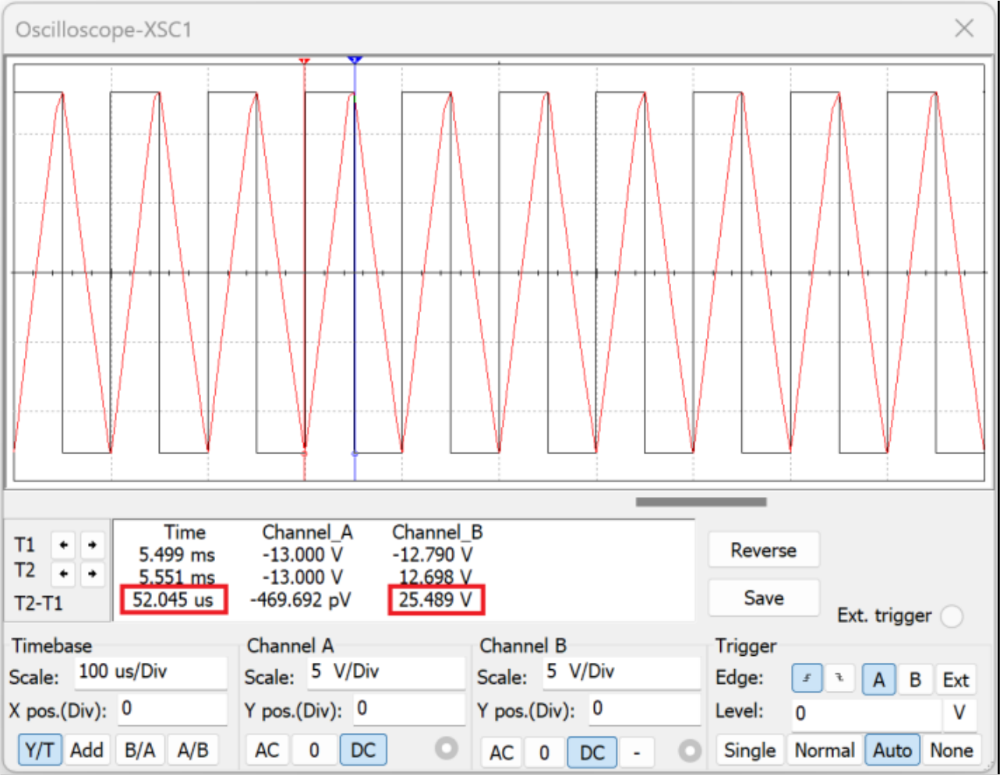 Oscilloscope-XSC1
Time Channel_A Channel_B
T1 5.499 ms -13.000 V -12.790 V
T2 5.551 ms -13.000 V 12.698 V
T2-T1 52.045 us -469.692 pV 25.489 V
Reverse
Save
Ext. trigger
Timebase
Scale: 100 us/Div
X pos.(Div): 0
Y/T Add B/A A/B
Channel A
Scale: 5 V/Div
Y pos.(Div): 0
AC 0 DC
Channel B
Scale: 5 V/Div
Y pos.(Div): 0
AC 0 DC -
Trigger
Edge: A B Ext
Level: 0 V
Single Normal Auto None